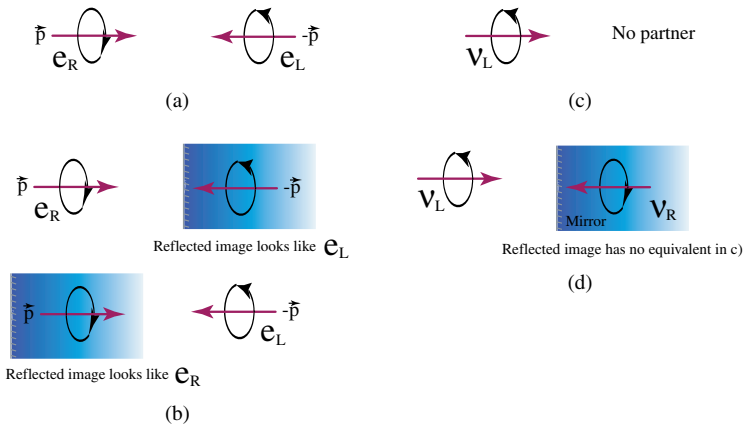 p⃗ e_R e_L -p⃗
(a)
ν_L No partner
(c)
p⃗ e_R -p⃗
Reflected image looks like e_L
p⃗ e_L -p⃗
Reflected image looks like e_R
(b)
ν_L Mirror ν_R
Reflected image has no equivalent in c)
(d)